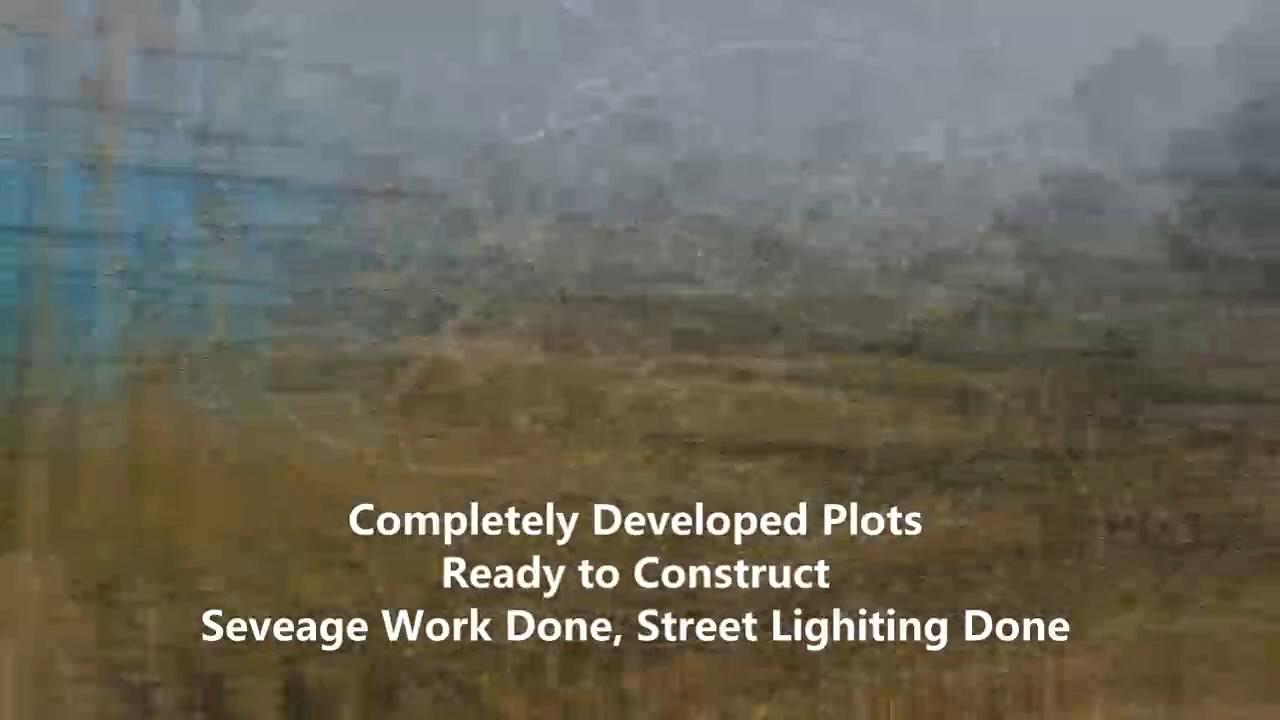 Completely Developed Plots
Ready to Construct
Seveage Work Done, Street Lighiting Done